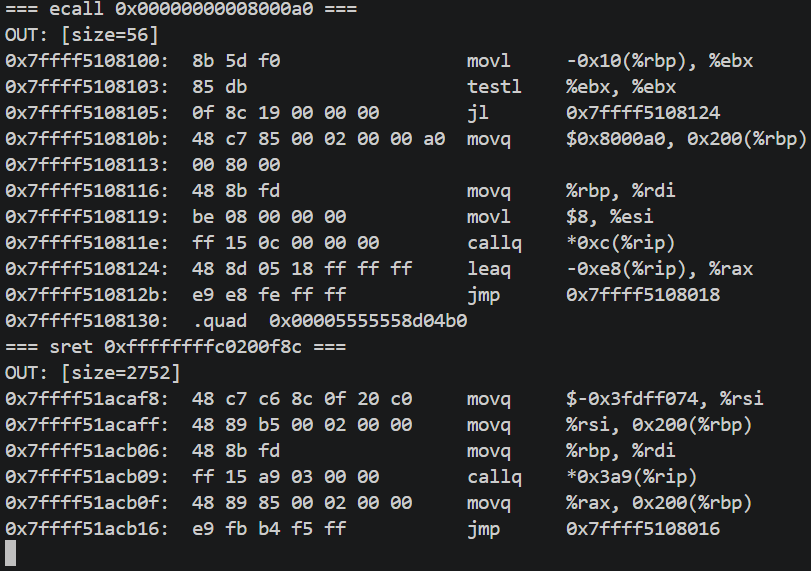 === ecall 0x00000000008000a0 ===
OUT: [size=56]
0x7ffff5108100:  8b 5d f0                 movl     -0x10(%rbp), %ebx
0x7ffff5108103:  85 db                    testl    %ebx, %ebx
0x7ffff5108105:  0f 8c 19 00 00 00        jl       0x7ffff5108124
0x7ffff510810b:  48 c7 85 00 02 00 00 a0  movq     $0x8000a0, 0x200(%rbp)
0x7ffff5108113:  00 80 00
0x7ffff5108116:  48 8b fd                 movq     %rbp, %rdi
0x7ffff5108119:  be 08 00 00 00           movl     $8, %esi
0x7ffff510811e:  ff 15 0c 00 00 00        callq    *0xc(%rip)
0x7ffff5108124:  48 8d 05 18 ff ff ff     leaq     -0xe8(%rip), %rax
0x7ffff510812b:  e9 e8 fe ff ff           jmp      0x7ffff5108018
0x7ffff5108130:  .quad  0x00005555558d04b0
=== sret 0xffffffffc0200f8c ===
OUT: [size=2752]
0x7ffff51acaf8:  48 c7 c6 8c 0f 20 c0     movq     $-0x3fdff074, %rsi
0x7ffff51acaff:  48 89 b5 00 02 00 00     movq     %rsi, 0x200(%rbp)
0x7ffff51acb06:  48 8b fd                 movq     %rbp, %rdi
0x7ffff51acb09:  ff 15 a9 03 00 00        callq    *0x3a9(%rip)
0x7ffff51acb0f:  48 89 85 00 02 00 00     movq     %rax, 0x200(%rbp)
0x7ffff51acb16:  e9 fb b4 f5 ff           jmp      0x7ffff5108016